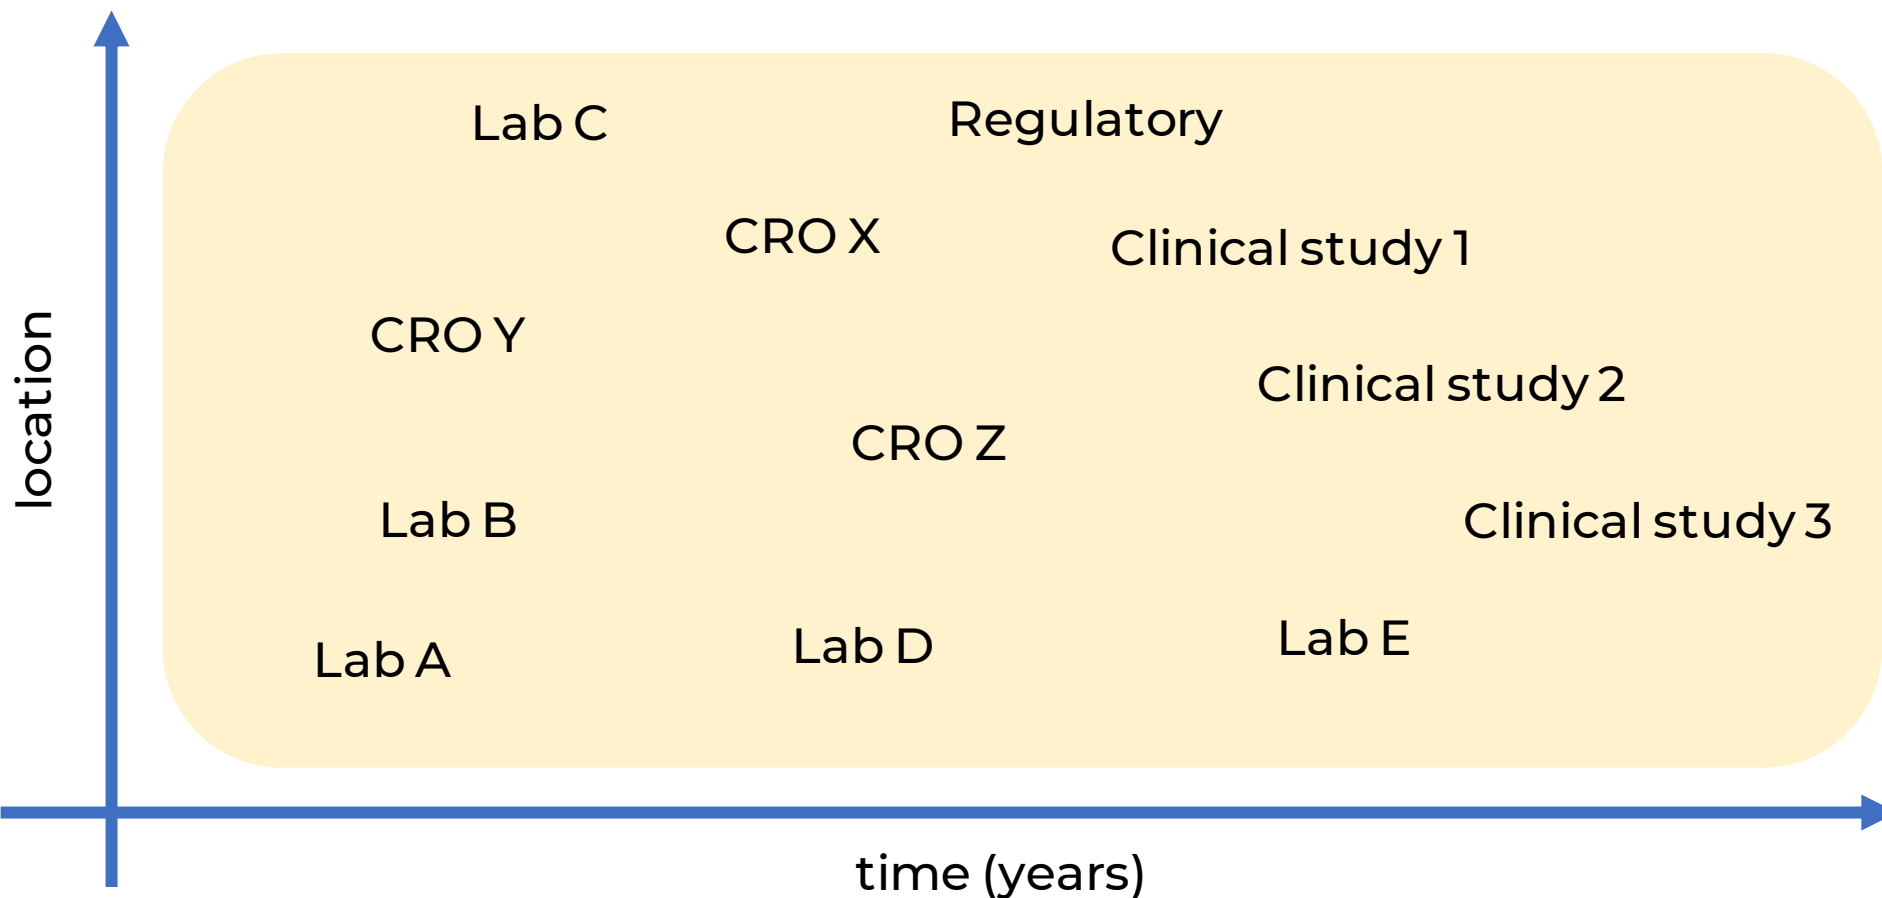 Lab C
Regulatory
CRO X
Clinical study 1
CRO Y
Clinical study 2
CRO Z
Lab B
Clinical study 3
Lab A
Lab D
Lab E
location
time (years)